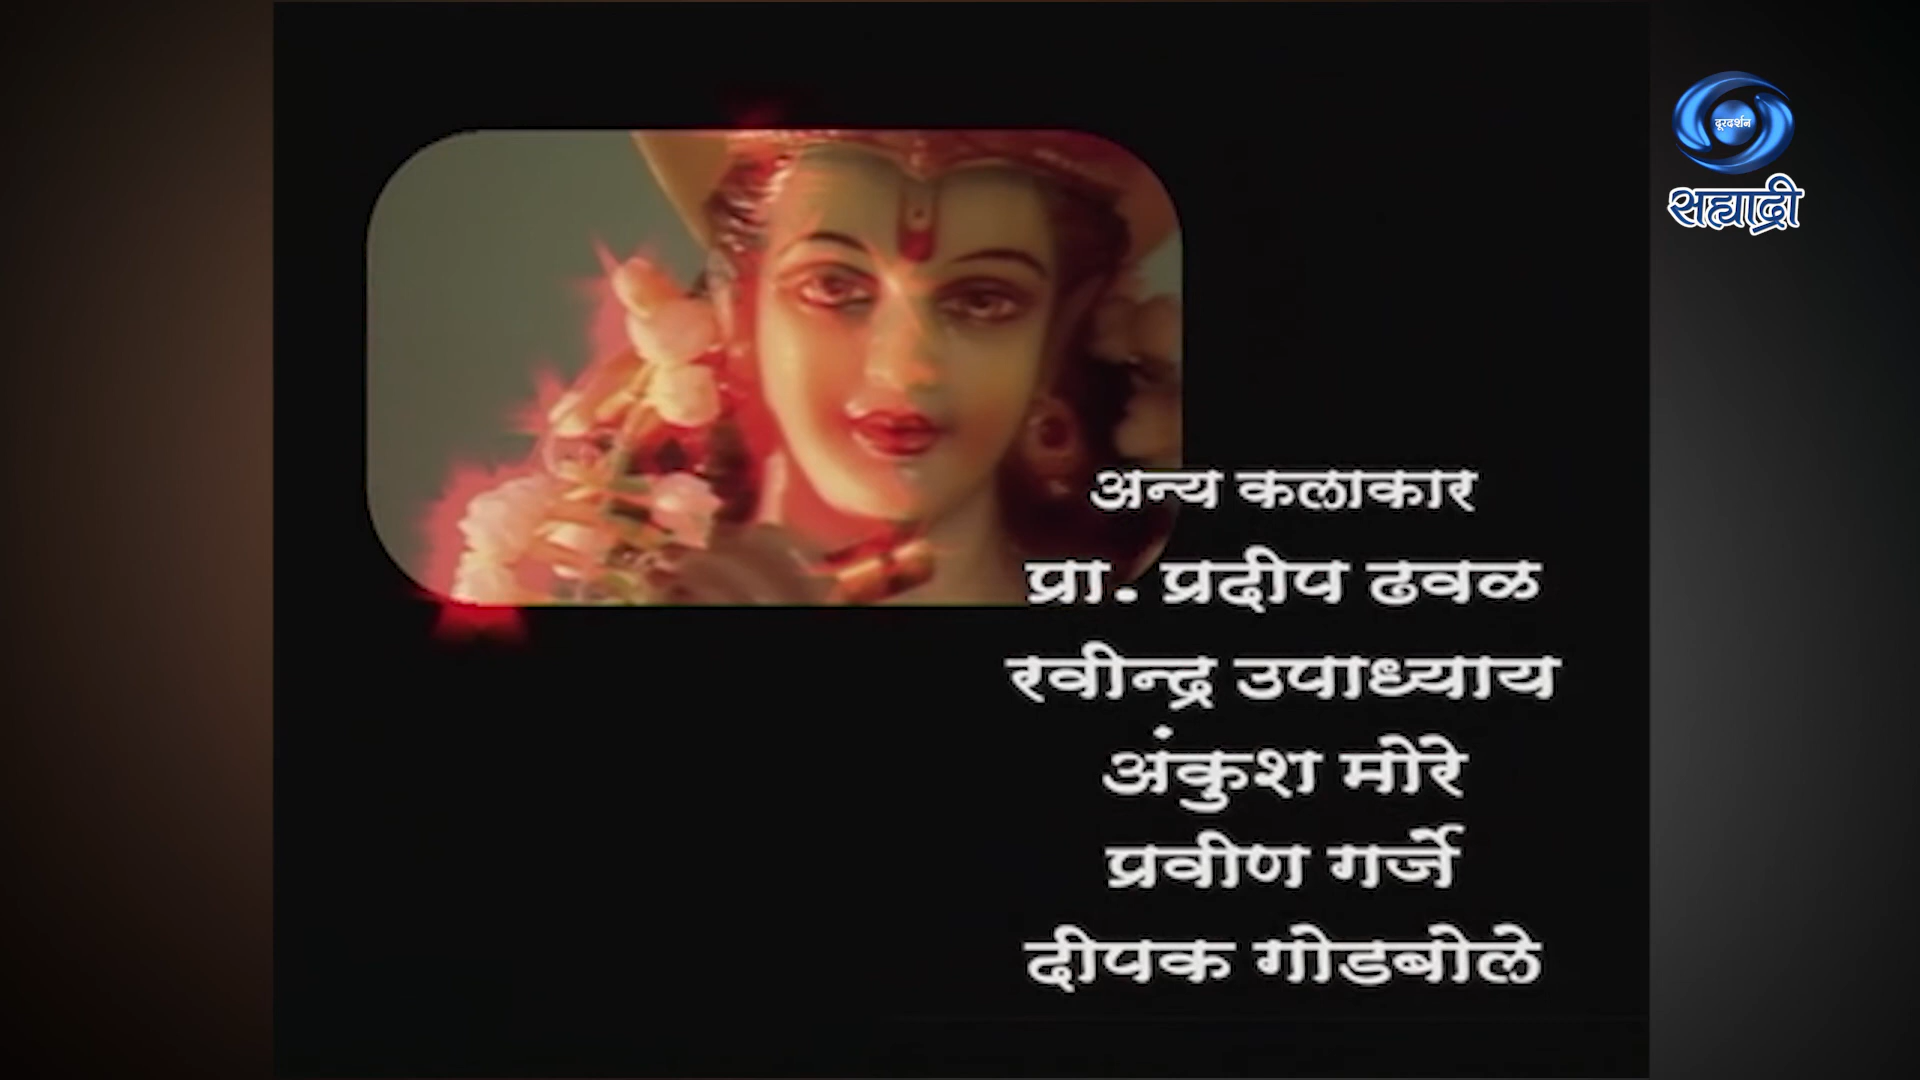 दूरदर्शन
सह्याद्री
अन्य कलाकार
प्रा. प्रदीप ढवळ
रवीन्द्र उपाध्याय
अंकुश मोरे
प्रवीण गर्जे
दीपक गोडबोले